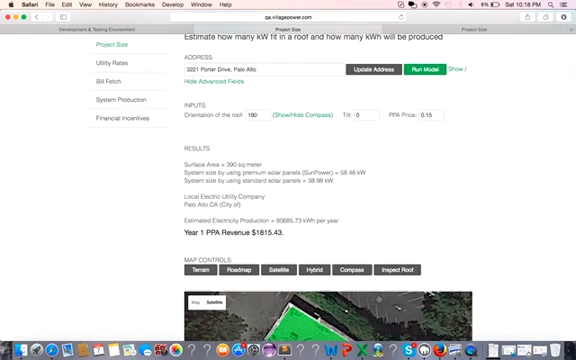 Safari File Edit View History Bookmarks Develop Window Help
8% Sat 10:18 PM
qa.villagepower.com
Development & Testing Environment
Project Size
Project Size
Project Size
Utility Rates
Bill Fetch
System Production
Financial Incentives
Estimate how many kW fit in a roof and how many kWh will be produced
ADDRESS:
3221 Porter Drive, Palo Alto
Update Address
Run Model
Show /
Hide Advanced Fields
INPUTS:
Orientation of the roof: 180 (Show/Hide Compass) Tilt: 0 PPA Price: 0.15
RESULTS:
Surface Area = 390 sq meter
System size by using premium solar panels (SunPower) = 58.46 kW
System size by using standard solar panels = 38.98 kW
Local Electric Utility Company
Palo Alto CA (City of)
Estimated Electricity Production = 80685.73 kWh per year
Year 1 PPA Revenue $1815.43.
MAP CONTROLS:
Terrain Roadmap Satellite Hybrid Compass Inspect Roof
Map Satellite